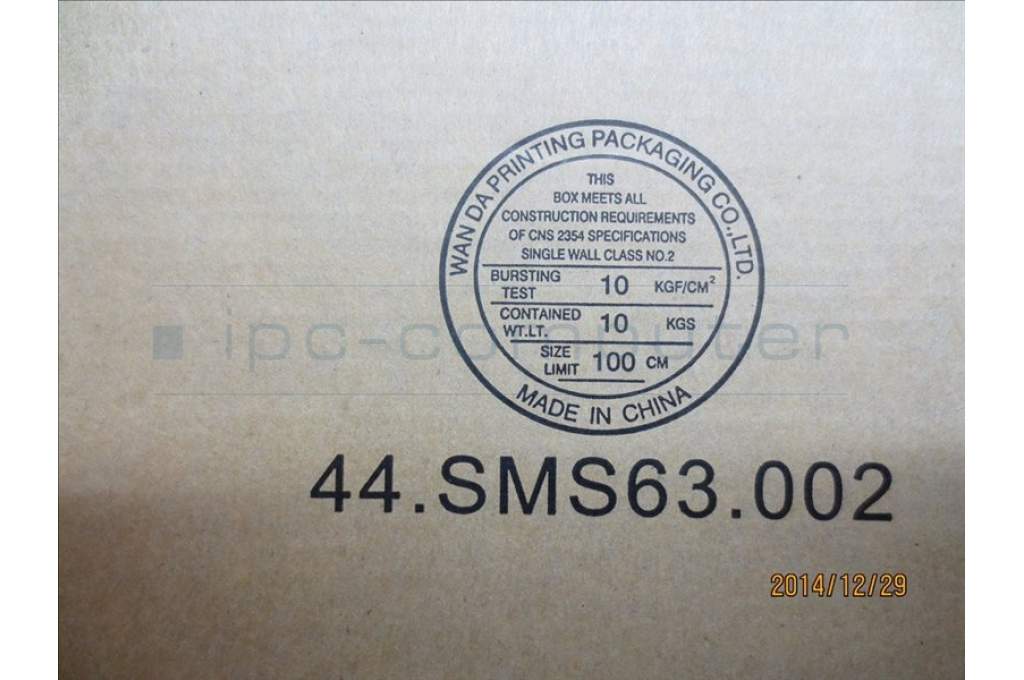 WAN DA PRINTING PACKAGING CO.,LTD.
THIS
BOX MEETS ALL
CONSTRUCTION REQUIREMENTS
OF CNS 2354 SPECIFICATIONS
SINGLE WALL CLASS NO.2
BURSTING TEST 10 KGF/CM²
CONTAINED WT.LT. 10 KGS
SIZE LIMIT 100 CM
MADE IN CHINA
ipc-computer
44.SMS63.002
2014/12/29